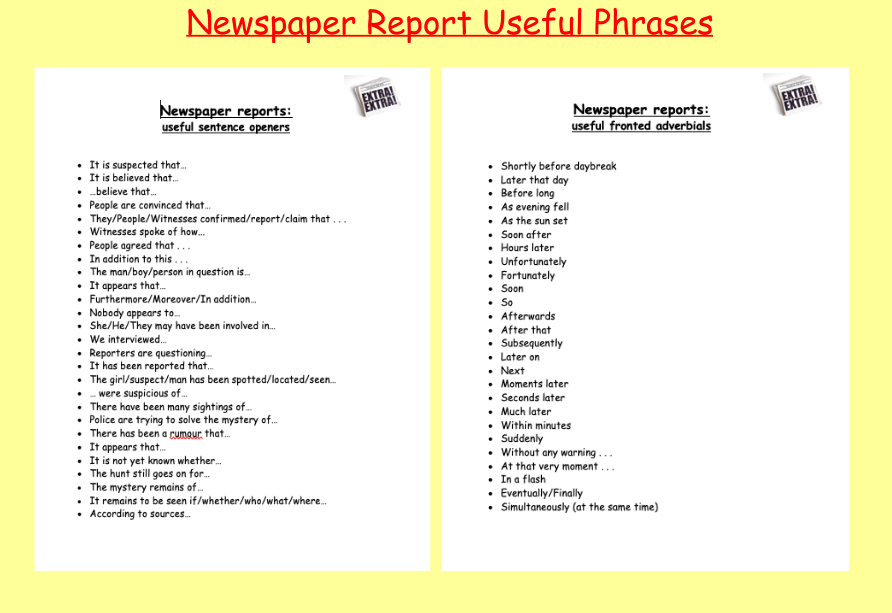 Newspaper Report Useful Phrases
EXTRA!
EXTRA!
Newspaper reports:
useful sentence openers
• It is suspected that…
• It is believed that…
• …believe that…
• People are convinced that…
• They/People/Witnesses confirmed/report/claim that . . .
• Witnesses spoke of how…
• People agreed that . . .
• In addition to this . . .
• The man/boy/person in question is…
• It appears that…
• Furthermore/Moreover/In addition…
• Nobody appears to…
• She/He/They may have been involved in…
• We interviewed…
• Reporters are questioning…
• It has been reported that…
• The girl/suspect/man has been spotted/located/seen…
• … were suspicious of…
• There have been many sightings of…
• Police are trying to solve the mystery of…
• There has been a rumour that…
• It appears that…
• It is not yet known whether…
• The hunt still goes on for…
• The mystery remains of…
• It remains to be seen if/whether/who/what/where…
• According to sources…
EXTRA!
EXTRA!
Newspaper reports:
useful fronted adverbials
• Shortly before daybreak
• Later that day
• Before long
• As evening fell
• As the sun set
• Soon after
• Hours later
• Unfortunately
• Fortunately
• Soon
• So
• Afterwards
• After that
• Subsequently
• Later on
• Next
• Moments later
• Seconds later
• Much later
• Within minutes
• Suddenly
• Without any warning . . .
• At that very moment . . .
• In a flash
• Eventually/Finally
• Simultaneously (at the same time)